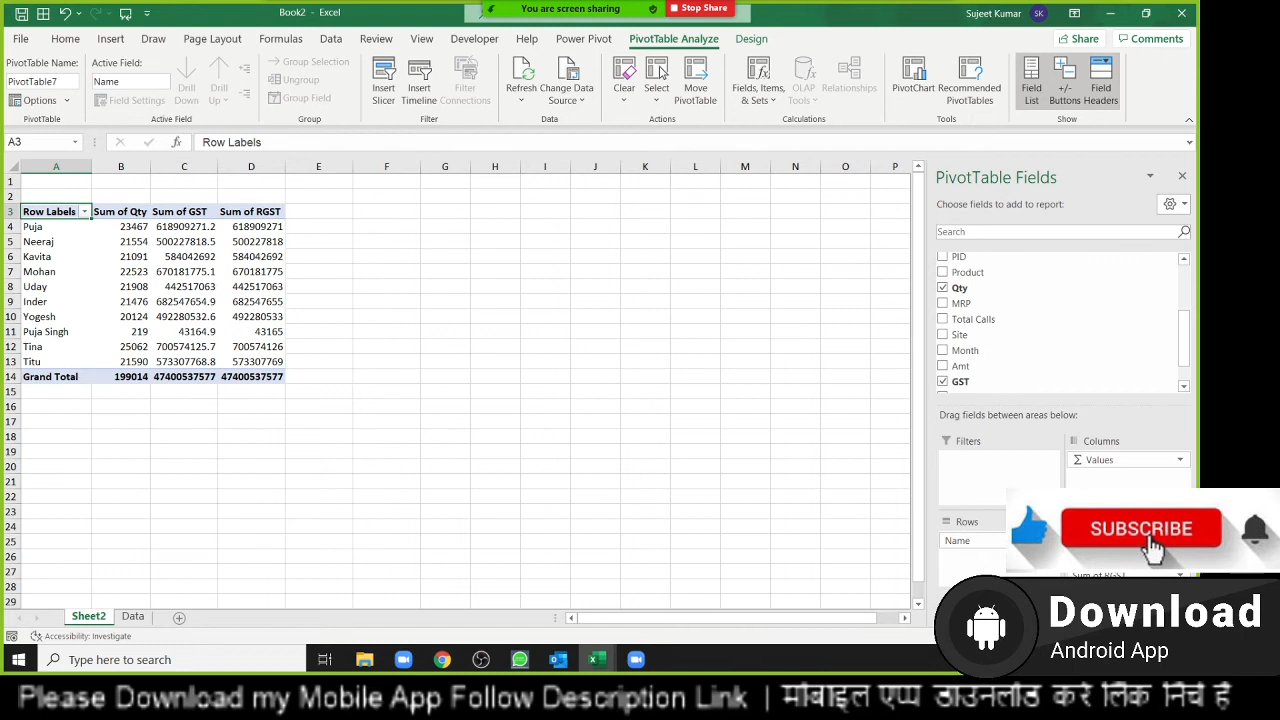 Book2 - Excel
You are screen sharing
Stop Share
Sujeet Kumar
SK
File Home Insert Draw Page Layout Formulas Data Review View Developer Help Power Pivot PivotTable Analyze Design
Share Comments
PivotTable Name:
PivotTable7
Options
PivotTable
Active Field:
Name
Field Settings
Drill Down
Drill Up
Active Field
Group Selection
Ungroup
Group Field
Group
Insert Slicer
Insert Timeline
Filter Connections
Filter
Refresh
Change Data Source
Data
Clear
Select
Move PivotTable
Actions
Fields, Items, & Sets
OLAP Tools
Relationships
Calculations
PivotChart
Recommended PivotTables
Tools
Field List
+/- Buttons
Field Headers
Show
A3
fx
Row Labels
A B C D E F G H I J K L M N O P
1
2
3 Row Labels Sum of Qty Sum of GST Sum of RGST
4 Puja 23467 618909271.2 618909271
5 Neeraj 21554 500227818.5 500227818
6 Kavita 21091 584042692 584042692
7 Mohan 22523 670181775.1 670181775
8 Uday 21908 442517063 442517063
9 Inder 21476 682547654.9 682547655
10 Yogesh 20124 492280532.6 492280533
11 Puja Singh 219 43164.9 43165
12 Tina 25062 700574125.7 700574126
13 Titu 21590 573307768.8 573307769
14 Grand Total 199014 47400537577 47400537577
15
16
17
18
19
20
21
22
23
24
25
26
27
28
29
PivotTable Fields
Choose fields to add to report:
Search
PID
Product
Qty
MRP
Total Calls
Site
Month
Amt
GST
Drag fields between areas below:
Filters
Columns
Σ Values
Rows
Name
Sum of RGST
SUBSCRIBE
Download
Android App
Sheet2 Data
Accessibility: Investigate
Type here to search
Please Download my Mobile App Follow Description Link | मोबाइल एप्प डाउनलोड करे लिंक निचे है